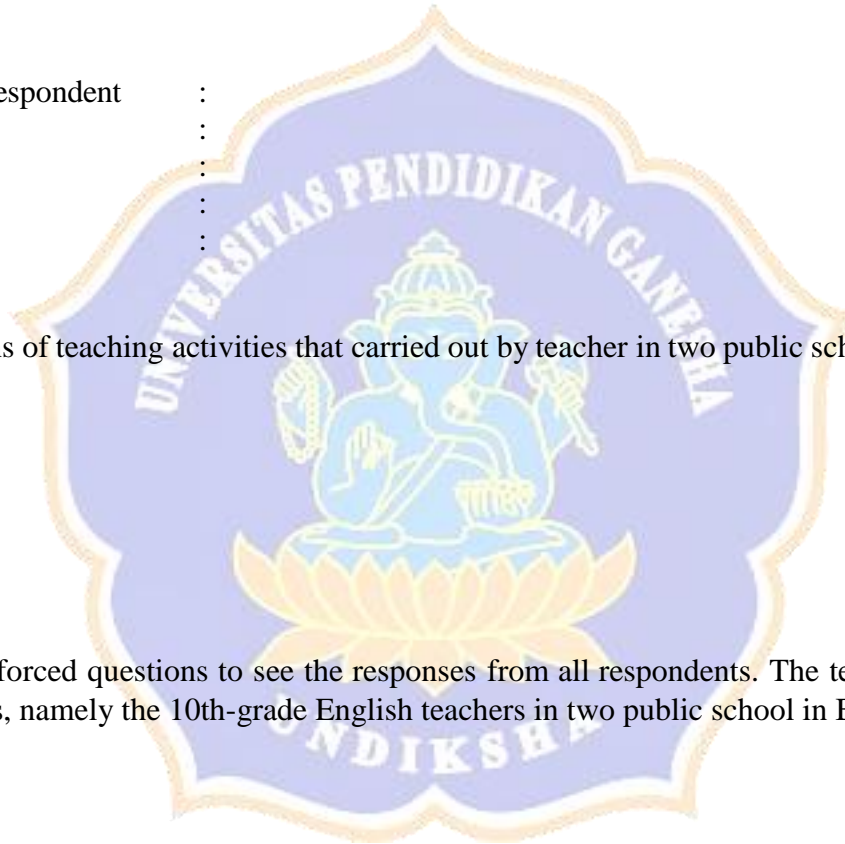 espondent :
:
:
:
:
UNIVERSITAS PENDIDIKAN GANESHA
s of teaching activities that carried out by teacher in two public sch
forced questions to see the responses from all respondents. The te
s, namely the 10th-grade English teachers in two public school in
UNDIKSHA